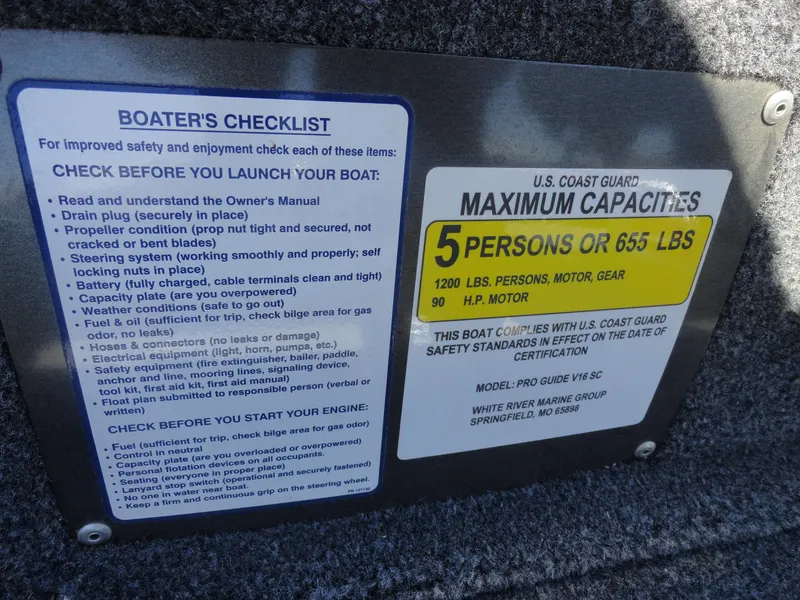 BOATER'S CHECKLIST
For improved safety and enjoyment check each of these items:
CHECK BEFORE YOU LAUNCH YOUR BOAT:
• Read and understand the Owner's Manual
• Drain plug (securely in place)
• Propeller condition (prop nut tight and secured, not
cracked or bent blades)
• Steering system (working smoothly and properly; self
locking nuts in place)
• Battery (fully charged, cable terminals clean and tight)
• Capacity plate (are you overpowered)
• Weather conditions (safe to go out)
• Fuel & oil (sufficient for trip, check bilge area for gas
odor, no leaks)
• Hoses & connectors (no leaks or damage)
• Electrical equipment (light, horn, pumps, etc.)
• Safety equipment (fire extinguisher, bailer, paddle,
anchor and line, mooring lines, signaling device,
tool kit, first aid kit, first aid manual)
• Float plan submitted to responsible person (verbal or
written)
CHECK BEFORE YOU START YOUR ENGINE:
• Fuel (sufficient for trip, check bilge area for gas odor)
• Control in neutral
• Capacity plate (are you overloaded or overpowered)
• Personal flotation devices on all occupants.
• Seating (everyone in proper place)
• Lanyard stop switch (operational and securely fastened)
• No one in water near boat.
• Keep a firm and continuous grip on the steering wheel.
U.S. COAST GUARD
MAXIMUM CAPACITIES
5 PERSONS OR 655 LBS
1200 LBS. PERSONS, MOTOR, GEAR
90 H.P. MOTOR
THIS BOAT COMPLIES WITH U.S. COAST GUARD
SAFETY STANDARDS IN EFFECT ON THE DATE OF
CERTIFICATION
MODEL: PRO GUIDE V16 SC
WHITE RIVER MARINE GROUP
SPRINGFIELD, MO 65898